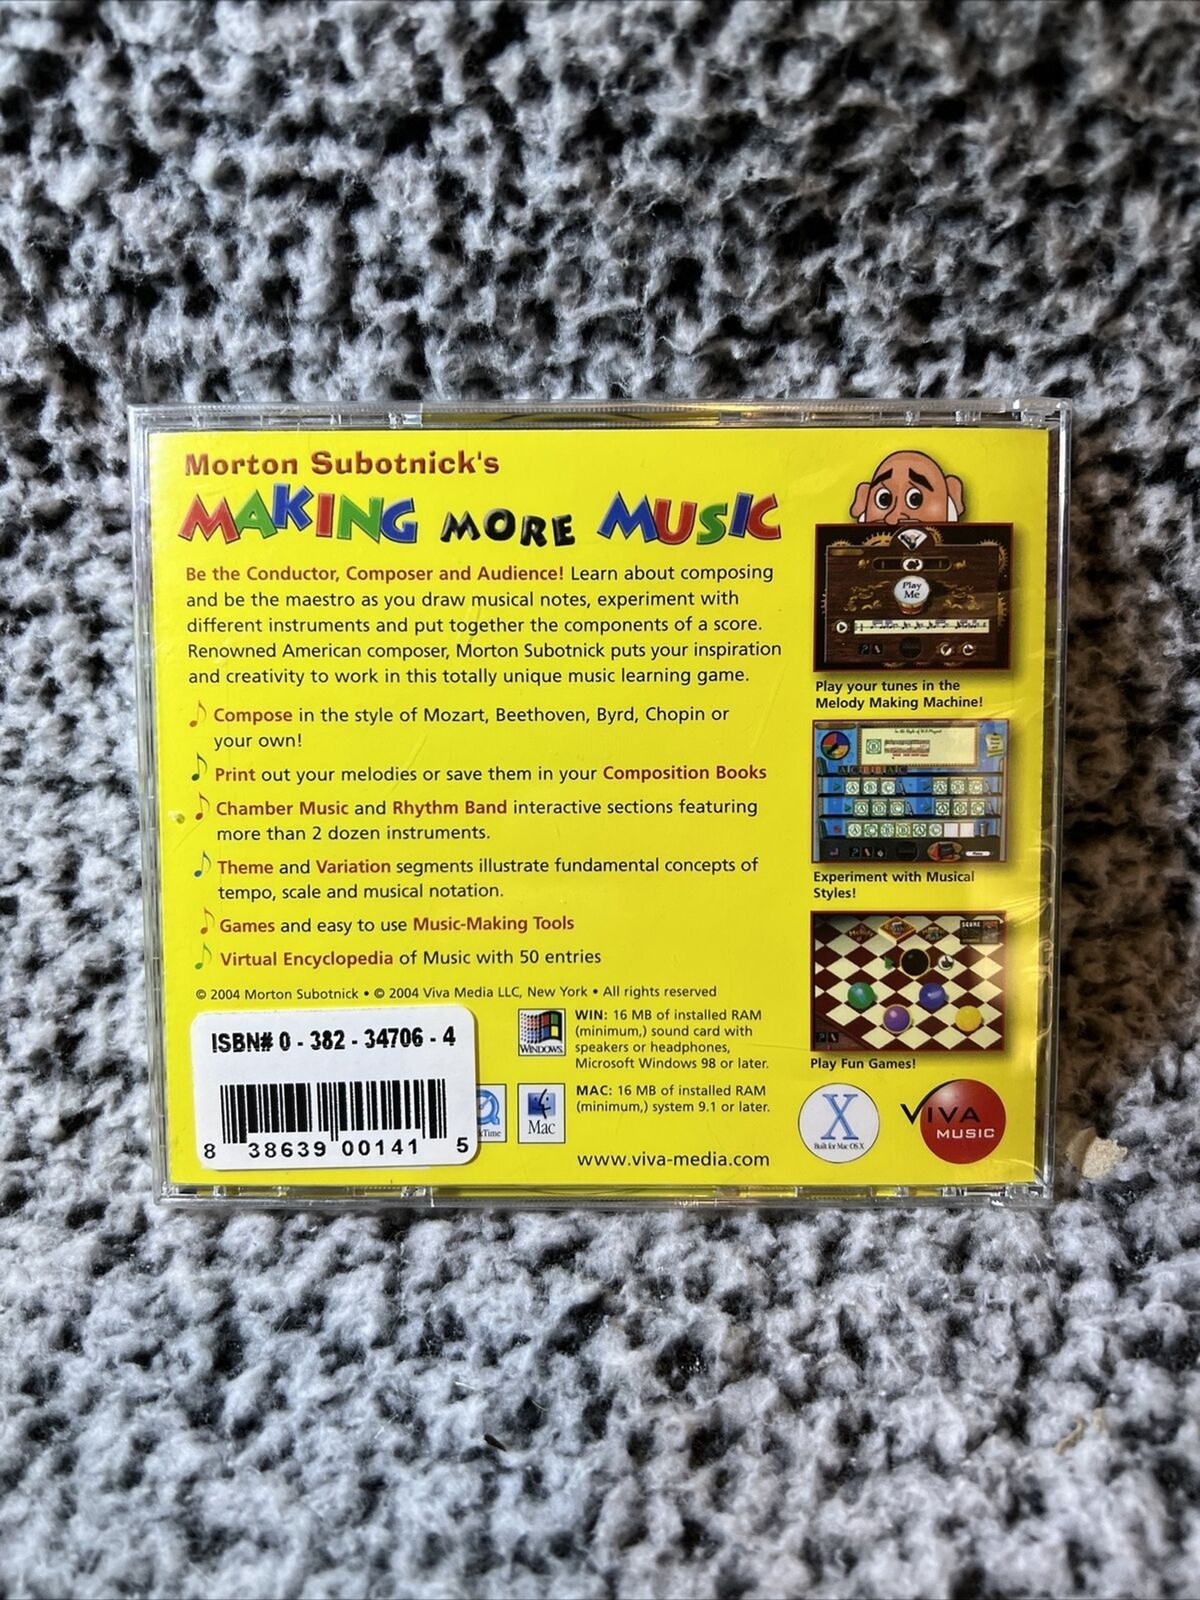 Morton Subotnick's
MAKING MORE MUSIC
Be the Conductor, Composer and Audience! Learn about composing
and be the maestro as you draw musical notes, experiment with
different instruments and put together the components of a score.
Renowned American composer, Morton Subotnick puts your inspiration
and creativity to work in this totally unique music learning game.
Compose in the style of Mozart, Beethoven, Byrd, Chopin or
your own!
Print out your melodies or save them in your Composition Books
Chamber Music and Rhythm Band interactive sections featuring
more than 2 dozen instruments.
Theme and Variation segments illustrate fundamental concepts of
tempo, scale and musical notation.
Games and easy to use Music-Making Tools
Virtual Encyclopedia of Music with 50 entries
© 2004 Morton Subotnick • © 2004 Viva Media LLC, New York • All rights reserved
ISBN# 0 - 382 - 34706 - 4
8 38639 00141 5
WINDOWS
WIN: 16 MB of installed RAM
(minimum,) sound card with
speakers or headphones,
Microsoft Windows 98 or later.
Mac
MAC: 16 MB of installed RAM
(minimum,) system 9.1 or later.
www.viva-media.com
Play
Me
Play your tunes in the
Melody Making Machine!
Experiment with Musical
Styles!
SCORE
Play Fun Games!
X
Built for Mac OS X
VIVA
MUSIC